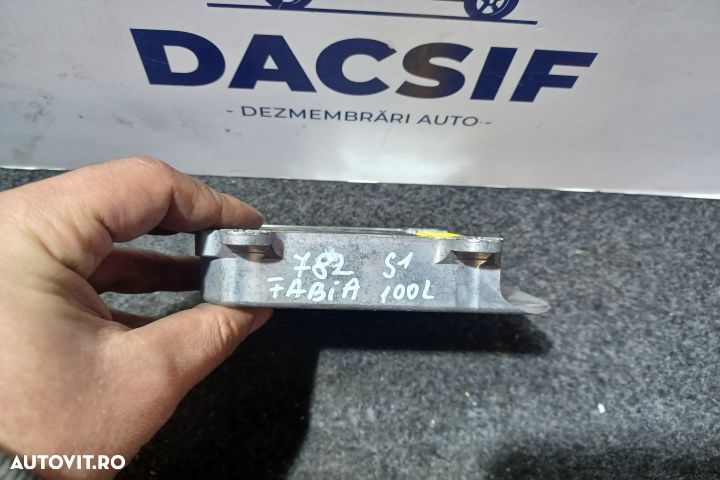 DACSIF
- DEZMEMBRĂRI AUTO -
782 S1
FABIA 100L
AUTOVIT.RO